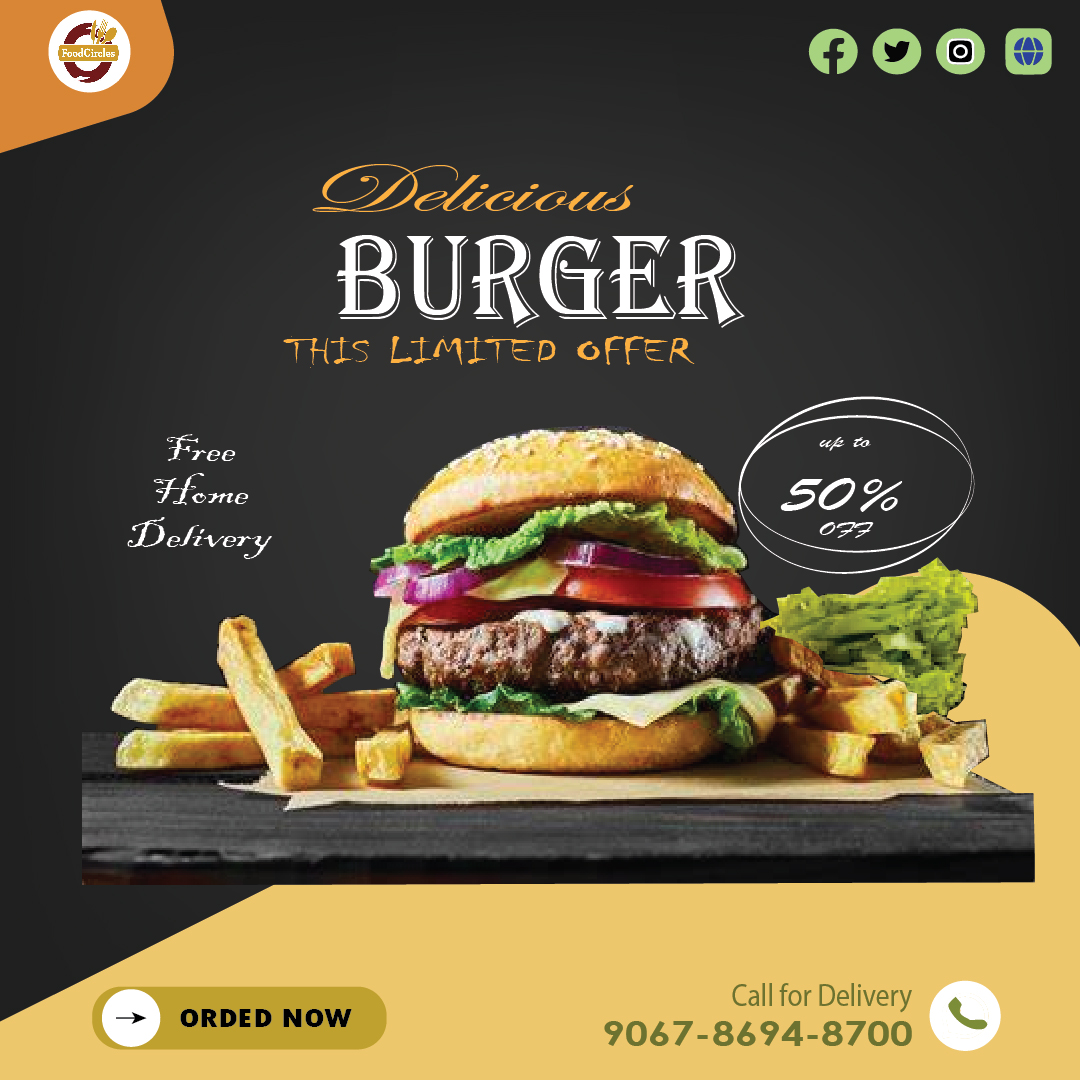 FoodCircles
Delicious
BURGER
THIS LIMITED OFFER
Free
Home
Delivery
up to
50%
OFF
ORDED NOW
Call for Delivery
9067-8694-8700